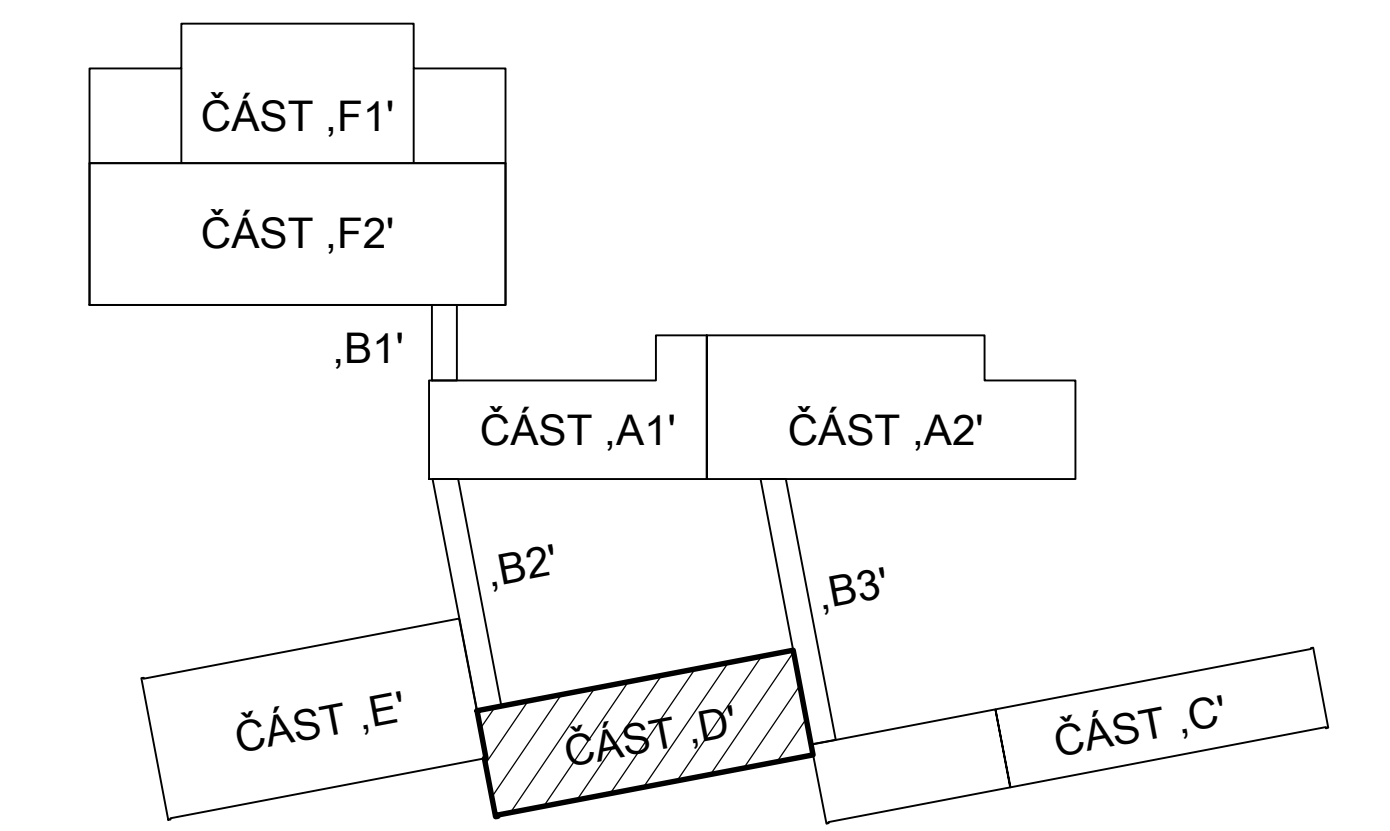 ČÁST ‚F1'
ČÁST ‚F2'
‚B1'
ČÁST ‚A1'
ČÁST ‚A2'
‚B2'
‚B3'
ČÁST ‚E'
ČÁST ‚D'
ČÁST ‚C'